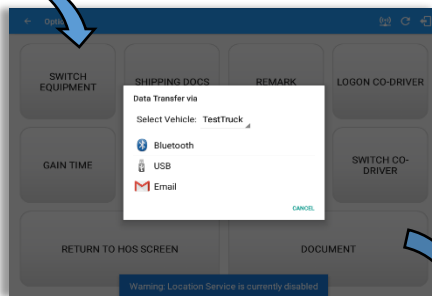 Option
SWITCH
EQUIPMENT
SHIPPING DOCS
REMARK
LOGON CO-DRIVER
Data Transfer via
Select Vehicle: TestTruck
Bluetooth
USB
Email
CANCEL
GAIN TIME
SWITCH CO-
DRIVER
RETURN TO HOS SCREEN
DOCUMENT
Warning: Location Service is currently disabled